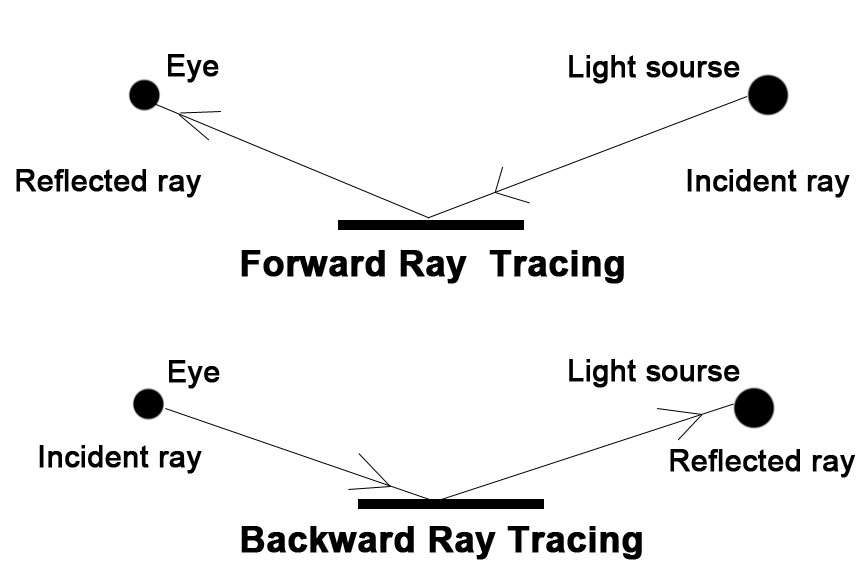 Eye
Light sourse
Reflected ray
Incident ray
Forward Ray Tracing
Eye
Light sourse
Incident ray
Reflected ray
Backward Ray Tracing